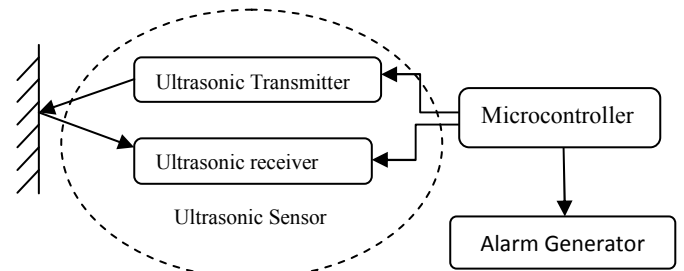 Ultrasonic Transmitter
Microcontroller
Ultrasonic receiver
Ultrasonic Sensor
Alarm Generator